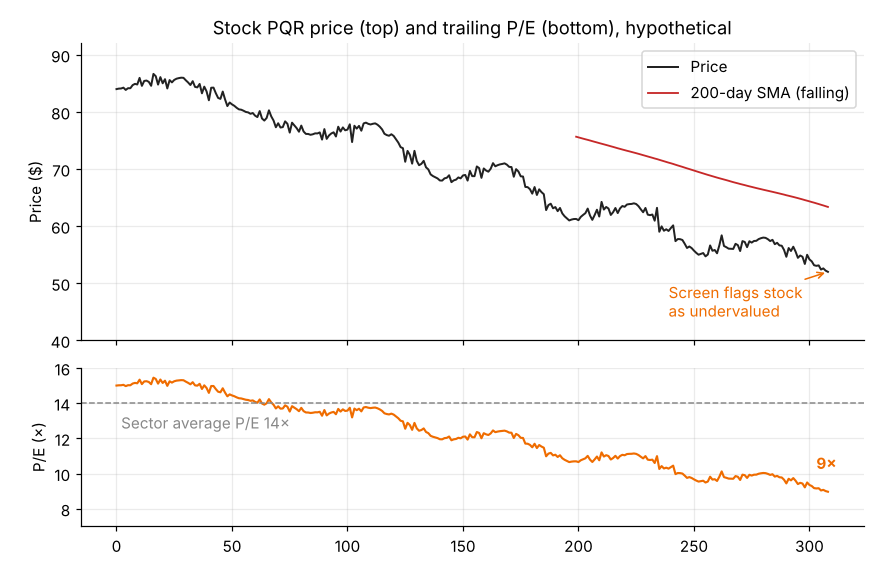 Stock PQR price (top) and trailing P/E (bottom), hypothetical
Price
200-day SMA (falling)
Price ($)
90
80
70
60
50
40
Screen flags stock
as undervalued
P/E (×)
16
14
12
10
8
Sector average P/E 14×
9×
0
50
100
150
200
250
300